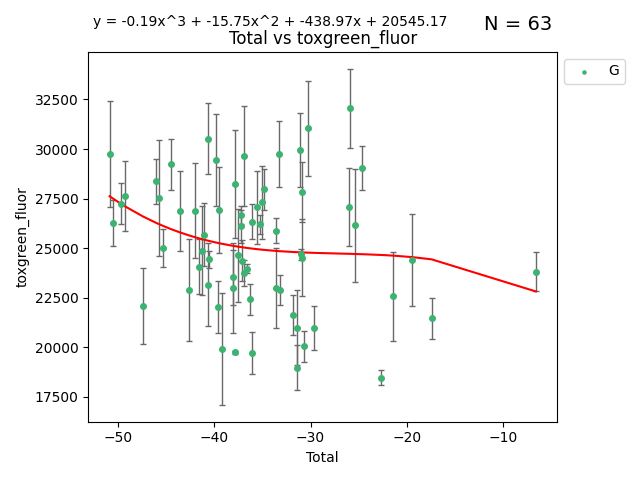 y = -0.19x^3 + -15.75x^2 + -438.97x + 20545.17
N = 63
Total vs toxgreen_fluor
G
32500
30000
27500
25000
22500
20000
17500
toxgreen_fluor
−50
−40
−30
−20
−10
Total